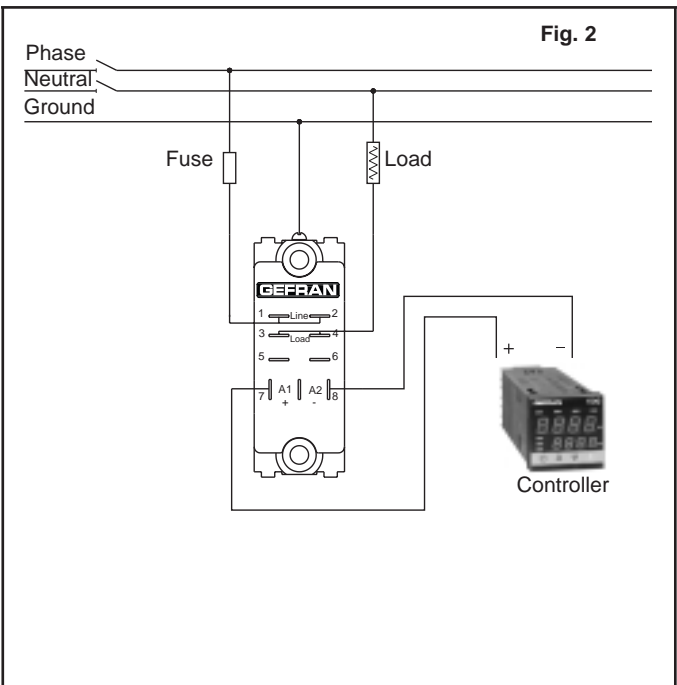 Fig. 2
Phase
Neutral
Ground
Fuse
Load
GEFRAN
1 Line 2
3 Load 4
5 6
7 A1 A2 8
+ -
+ -
Controller